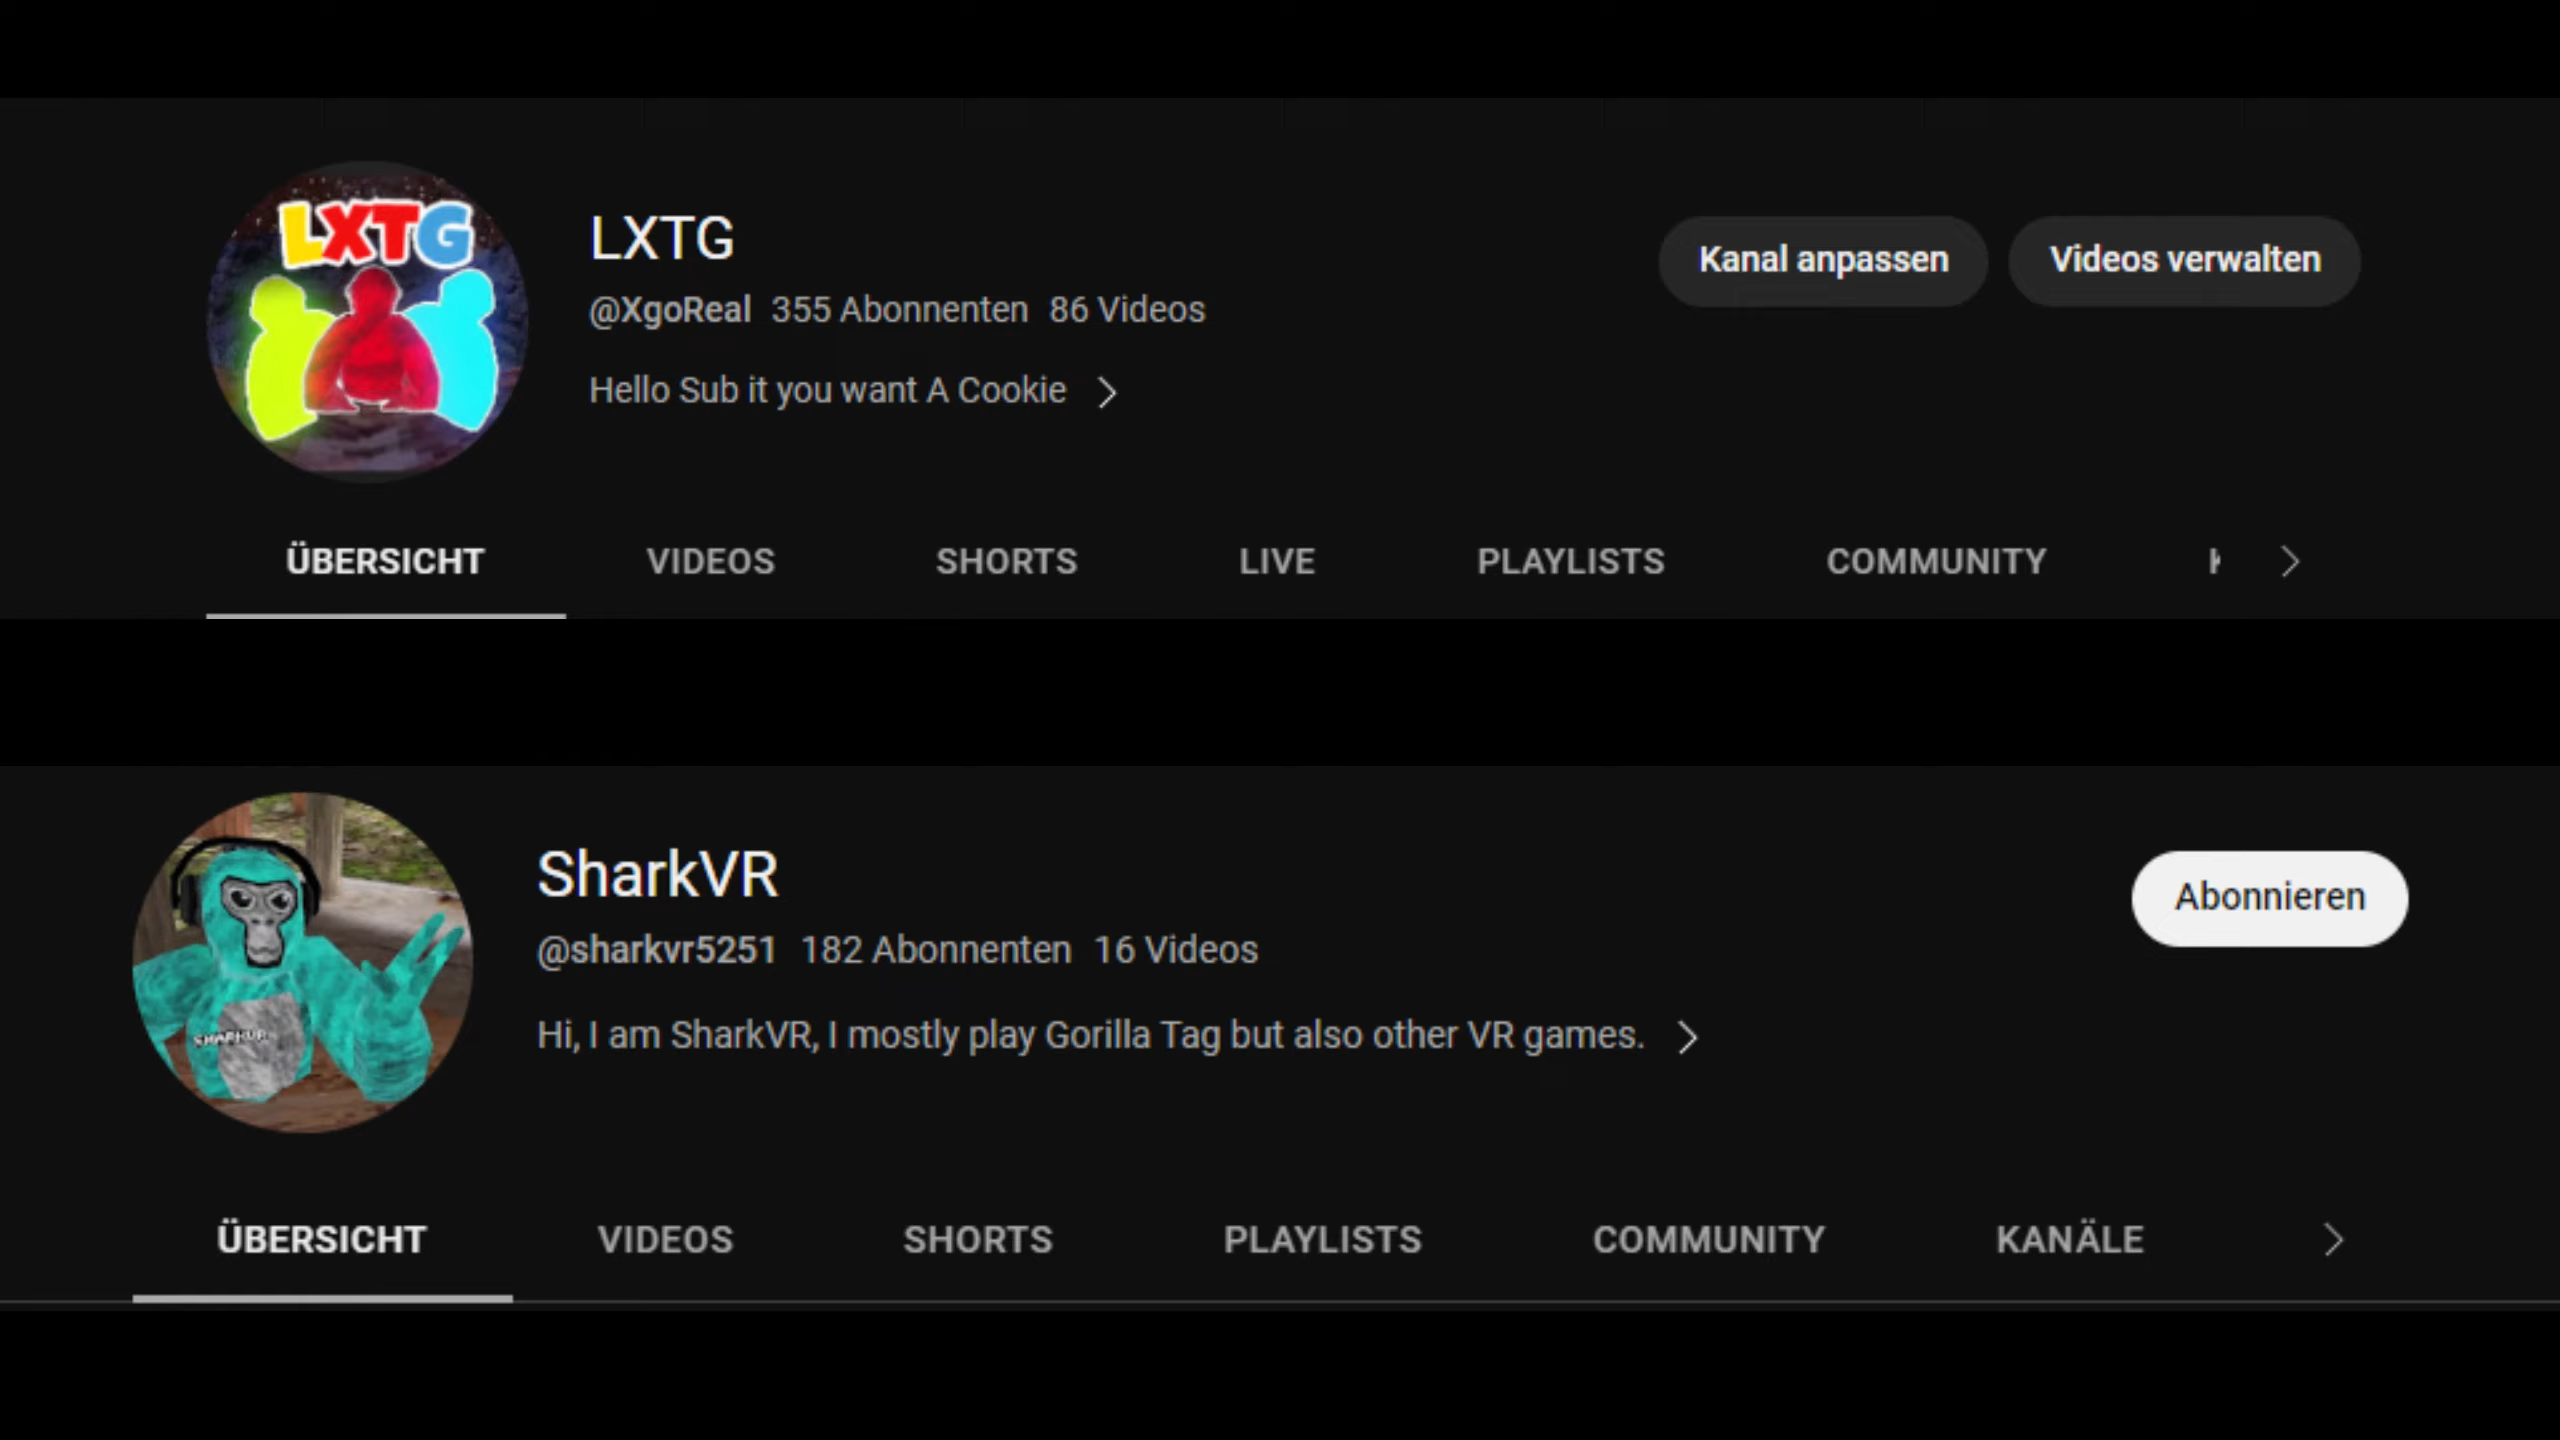 LXTG
LXTG
Kanal anpassen
Videos verwalten
@XgoReal 355 Abonnenten 86 Videos
Hello Sub it you want A Cookie
ÜBERSICHT VIDEOS SHORTS LIVE PLAYLISTS COMMUNITY
SharkVR
Abonnieren
@sharkvr5251 182 Abonnenten 16 Videos
SHARKVR
Hi, I am SharkVR, I mostly play Gorilla Tag but also other VR games.
ÜBERSICHT VIDEOS SHORTS PLAYLISTS COMMUNITY KANÄLE